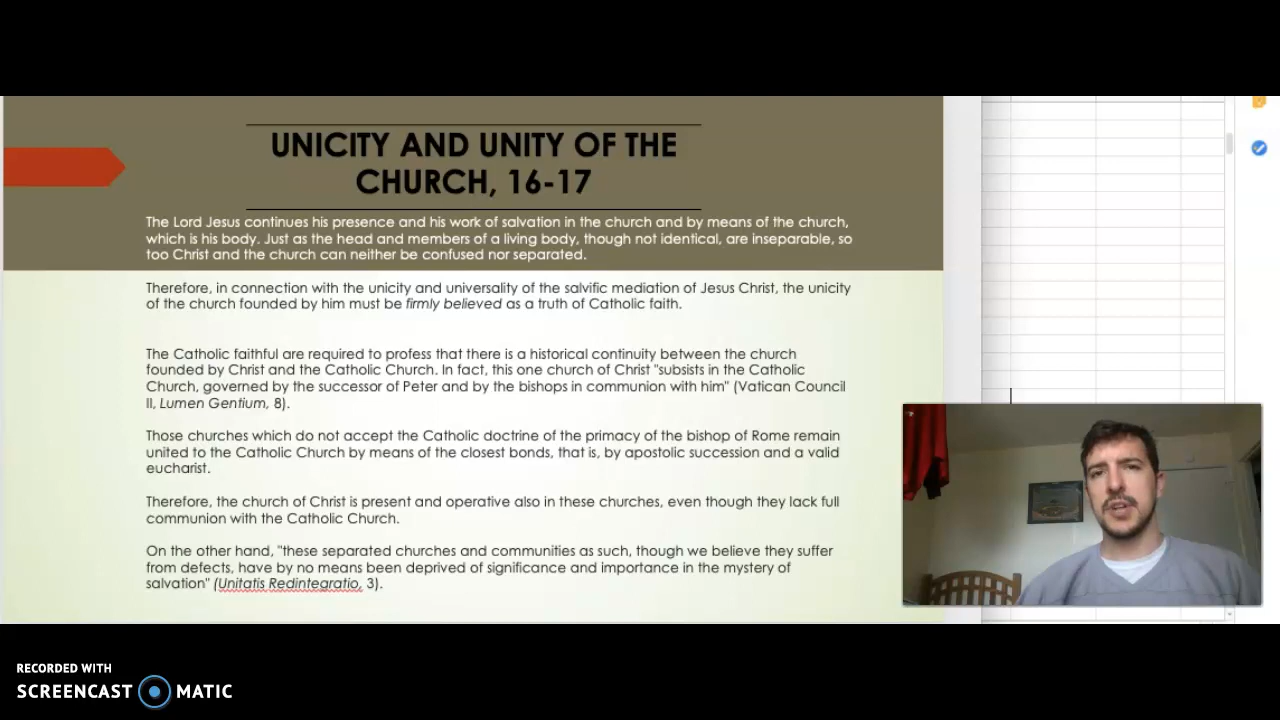 UNICITY AND UNITY OF THE
CHURCH, 16-17
The Lord Jesus continues his presence and his work of salvation in the church and by means of the church,
which is his body. Just as the head and members of a living body, though not identical, are inseparable, so
too Christ and the church can neither be confused nor separated.
Therefore, in connection with the unicity and universality of the salvific mediation of Jesus Christ, the unicity
of the church founded by him must be firmly believed as a truth of Catholic faith.
The Catholic faithful are required to profess that there is a historical continuity between the church
founded by Christ and the Catholic Church. In fact, this one church of Christ "subsists in the Catholic
Church, governed by the successor of Peter and by the bishops in communion with him" (Vatican Council
II, Lumen Gentium, 8).
Those churches which do not accept the Catholic doctrine of the primacy of the bishop of Rome remain
united to the Catholic Church by means of the closest bonds, that is, by apostolic succession and a valid
eucharist.
Therefore, the church of Christ is present and operative also in these churches, even though they lack full
communion with the Catholic Church.
On the other hand, "these separated churches and communities as such, though we believe they suffer
from defects, have by no means been deprived of significance and importance in the mystery of
salvation" (Unitatis Redintegratio, 3).
RECORDED WITH
SCREENCAST MATIC